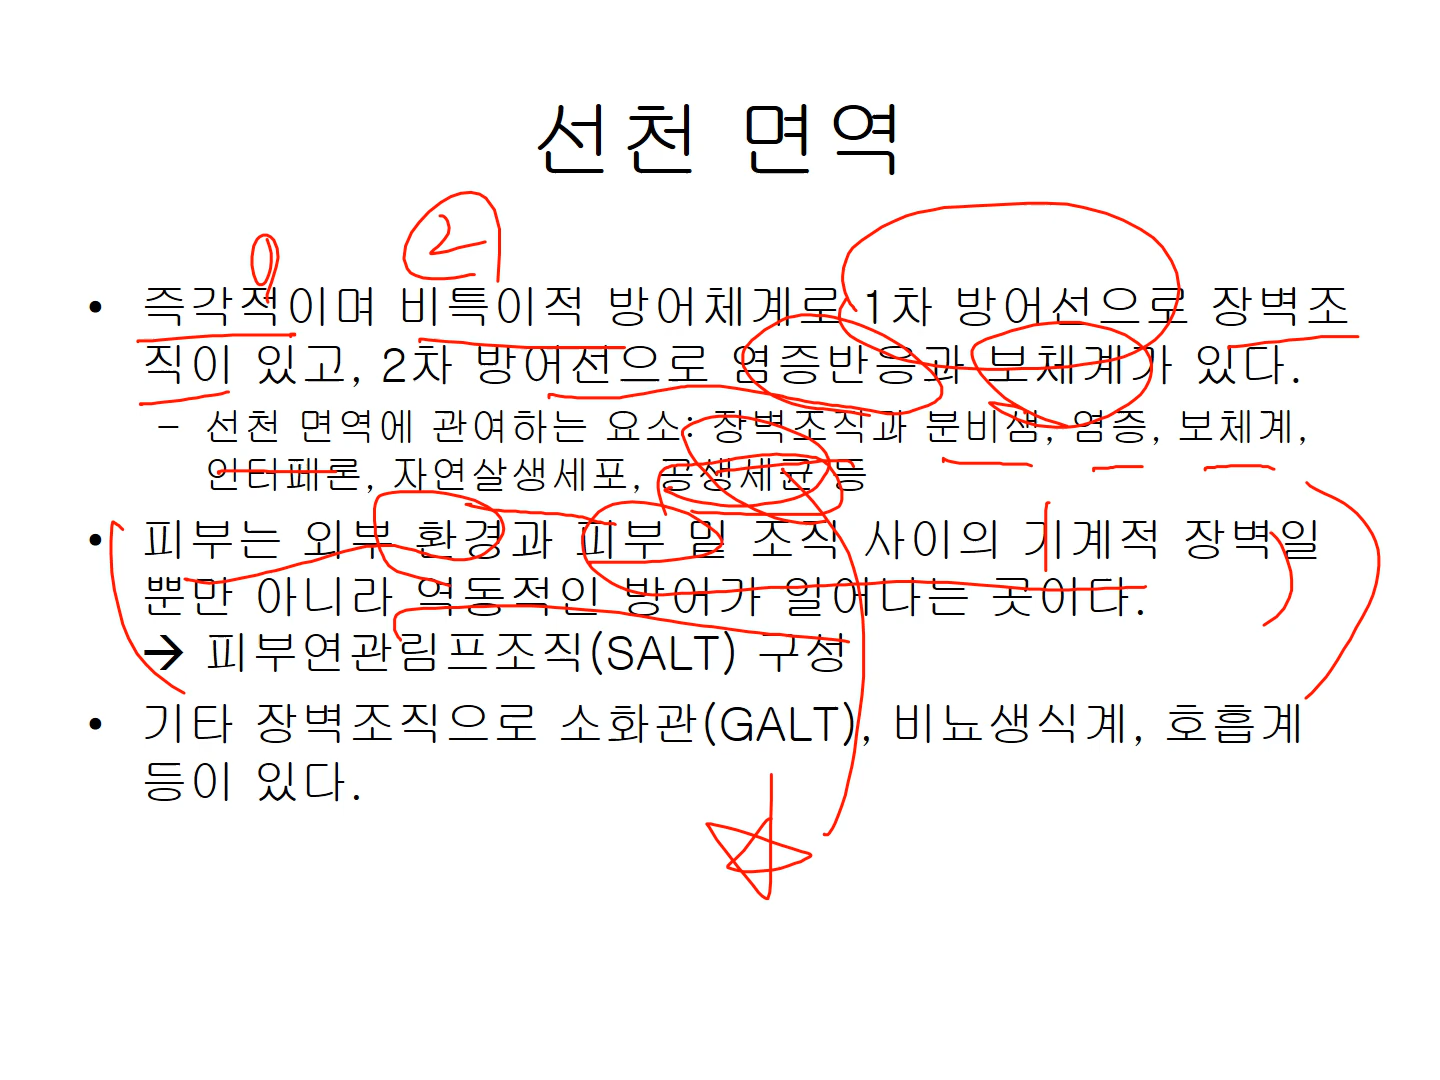 선천 면역
2
• 즉각적이며 비특이적 방어체계로 1차 방어선으로 장벽조
직이 있고, 2차 방어선으로 염증반응과 보체계가 있다.
– 선천 면역에 관여하는 요소: 장벽조직과 분비샘, 염증, 보체계,
인터페론, 자연살생세포, 공생세균 등
• 피부는 외부 환경과 피부 밑 조직 사이의 기계적 장벽일
뿐만 아니라 역동적인 방어가 일어나는 곳이다.
→ 피부연관림프조직(SALT) 구성
• 기타 장벽조직으로 소화관(GALT), 비뇨생식계, 호흡계
등이 있다.